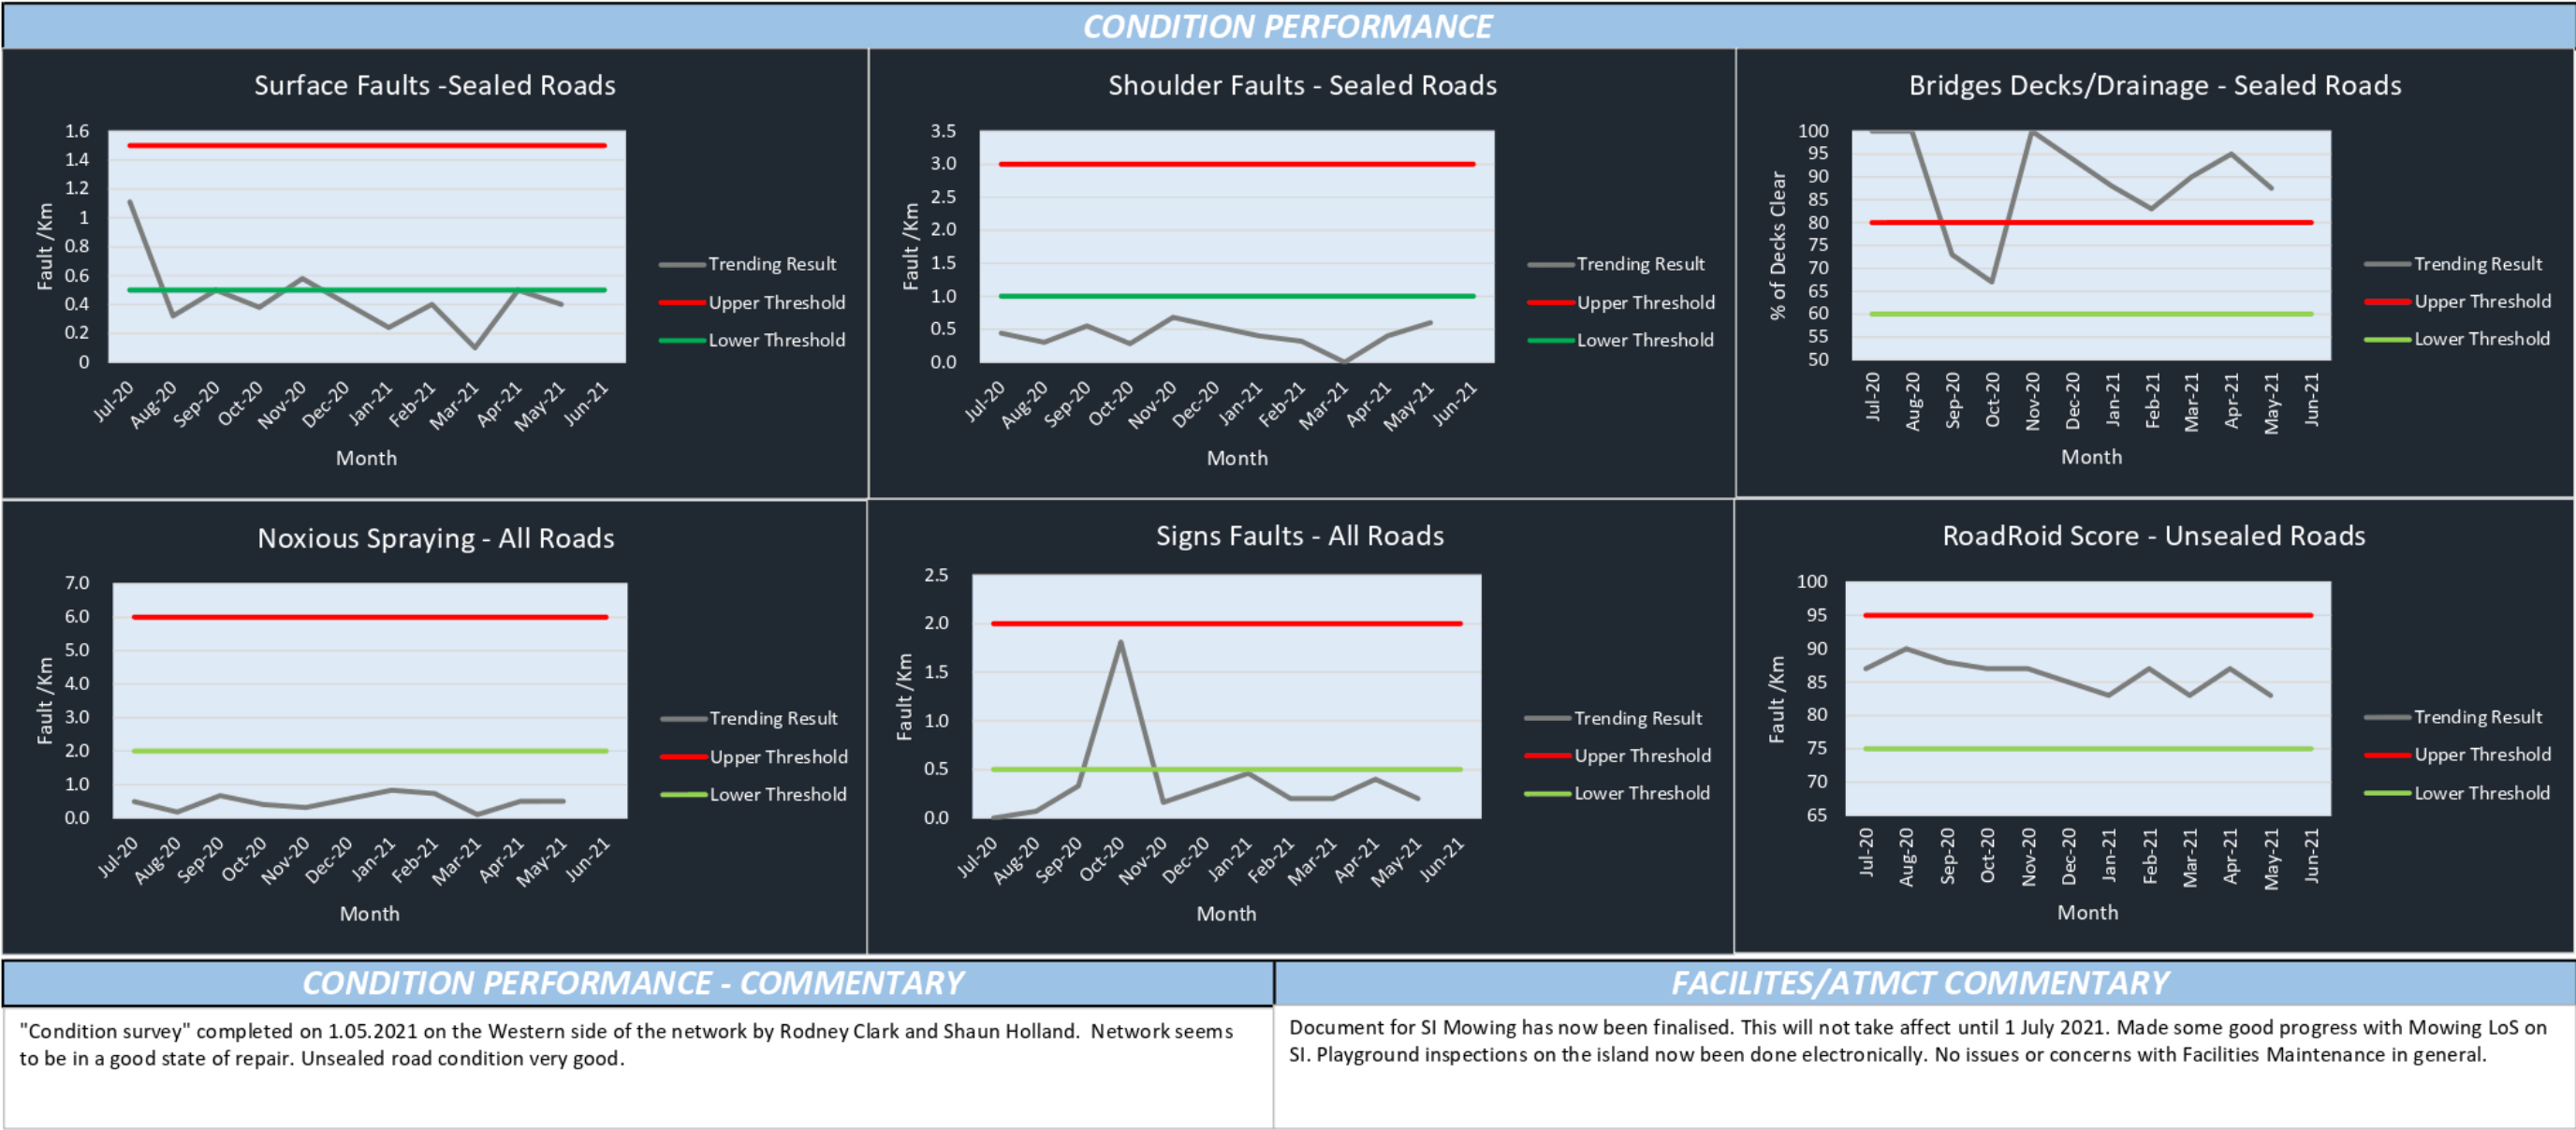 CONDITION PERFORMANCE
Surface Faults -Sealed Roads
1.6
1.4
1.2
1
0.8
0.6
0.4
0.2
0
Fault /Km
Jul-20
Aug-20
Sep-20
Oct-20
Nov-20
Dec-20
Jan-21
Feb-21
Mar-21
Apr-21
May-21
Jun-21
Month
Trending Result
Upper Threshold
Lower Threshold
Shoulder Faults - Sealed Roads
3.5
3.0
2.5
2.0
1.5
1.0
0.5
0.0
Fault /Km
Jul-20
Aug-20
Sep-20
Oct-20
Nov-20
Dec-20
Jan-21
Feb-21
Mar-21
Apr-21
May-21
Jun-21
Month
Trending Result
Upper Threshold
Lower Threshold
Bridges Decks/Drainage - Sealed Roads
100
95
90
85
80
75
70
65
60
55
50
% of Decks Clear
Jul-20
Aug-20
Sep-20
Oct-20
Nov-20
Dec-20
Jan-21
Feb-21
Mar-21
Apr-21
May-21
Jun-21
Month
Trending Result
Upper Threshold
Lower Threshold
Noxious Spraying - All Roads
7.0
6.0
5.0
4.0
3.0
2.0
1.0
0.0
Fault /Km
Jul-20
Aug-20
Sep-20
Oct-20
Nov-20
Dec-20
Jan-21
Feb-21
Mar-21
Apr-21
May-21
Jun-21
Month
Trending Result
Upper Threshold
Lower Threshold
Signs Faults - All Roads
2.5
2.0
1.5
1.0
0.5
0.0
Fault /Km
Jul-20
Aug-20
Sep-20
Oct-20
Nov-20
Dec-20
Jan-21
Feb-21
Mar-21
Apr-21
May-21
Jun-21
Month
Trending Result
Upper Threshold
Lower Threshold
RoadRoid Score - Unsealed Roads
100
95
90
85
80
75
70
65
Fault /Km
Jul-20
Aug-20
Sep-20
Oct-20
Nov-20
Dec-20
Jan-21
Feb-21
Mar-21
Apr-21
May-21
Jun-21
Month
Trending Result
Upper Threshold
Lower Threshold
CONDITION PERFORMANCE - COMMENTARY
"Condition survey" completed on 1.05.2021 on the Western side of the network by Rodney Clark and Shaun Holland. Network seems
to be in a good state of repair. Unsealed road condition very good.
FACILITES/ATMCT COMMENTARY
Document for SI Mowing has now been finalised. This will not take affect until 1 July 2021. Made some good progress with Mowing LoS on
SI. Playground inspections on the island now been done electronically. No issues or concerns with Facilities Maintenance in general.